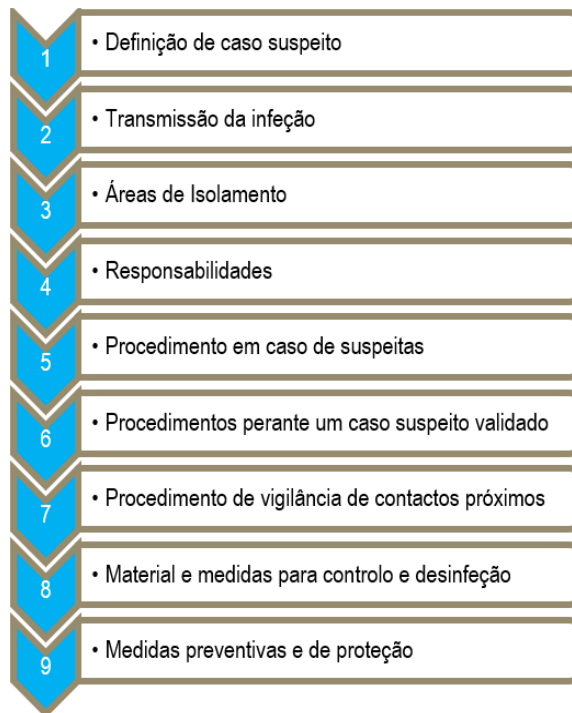 1 • Definição de caso suspeito
2 • Transmissão da infeção
3 • Áreas de Isolamento
4 • Responsabilidades
5 • Procedimento em caso de suspeitas
6 • Procedimentos perante um caso suspeito validado
7 • Procedimento de vigilância de contactos próximos
8 • Material e medidas para controlo e desinfeção
9 • Medidas preventivas e de proteção